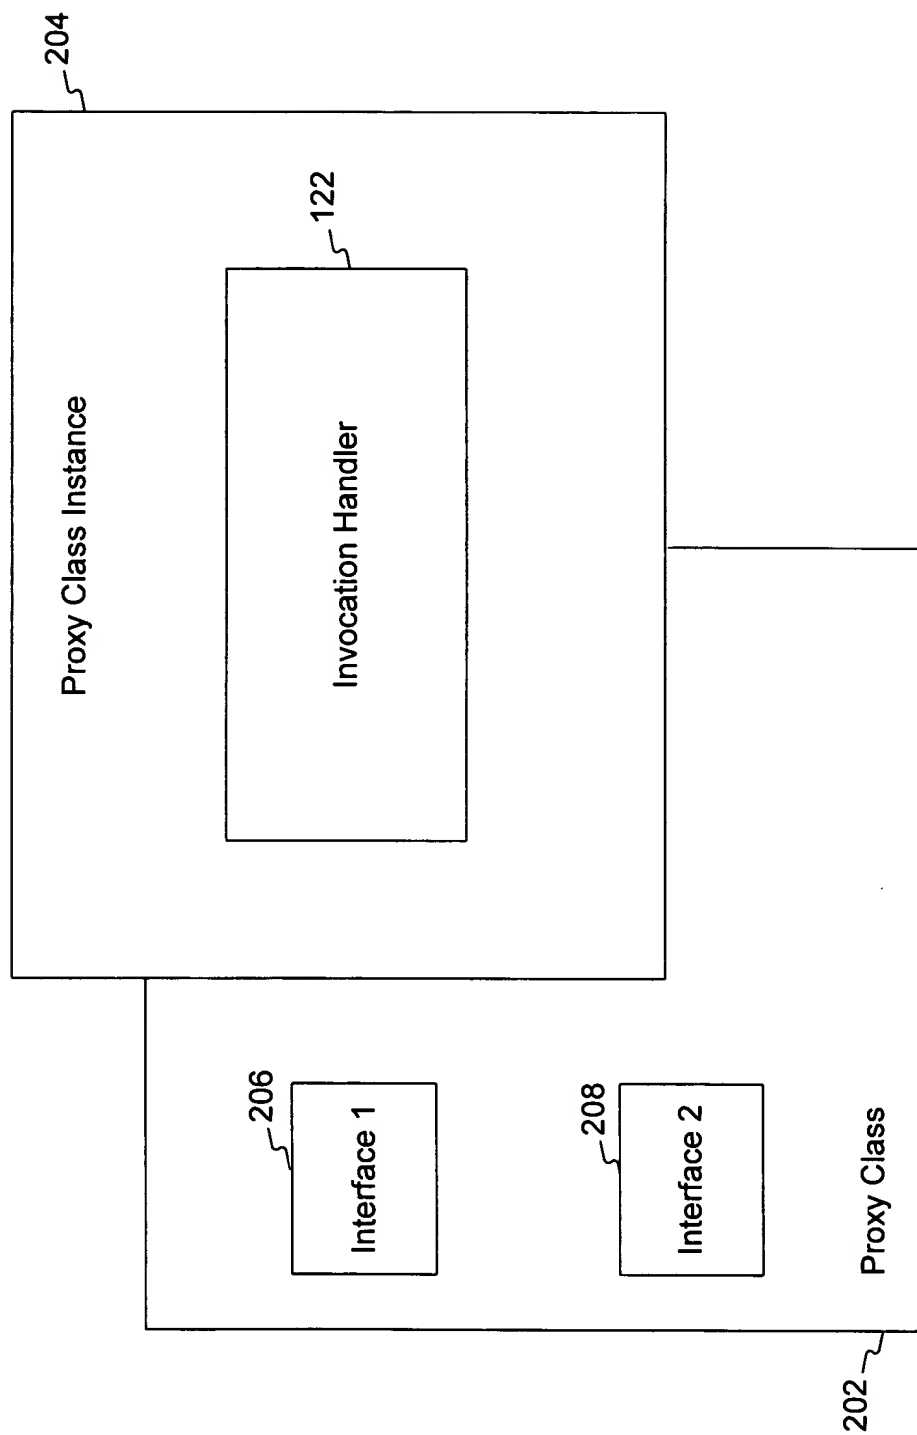 204
Proxy Class Instance
122
Invocation Handler
206
Interface 1
208
Interface 2
Proxy Class
202